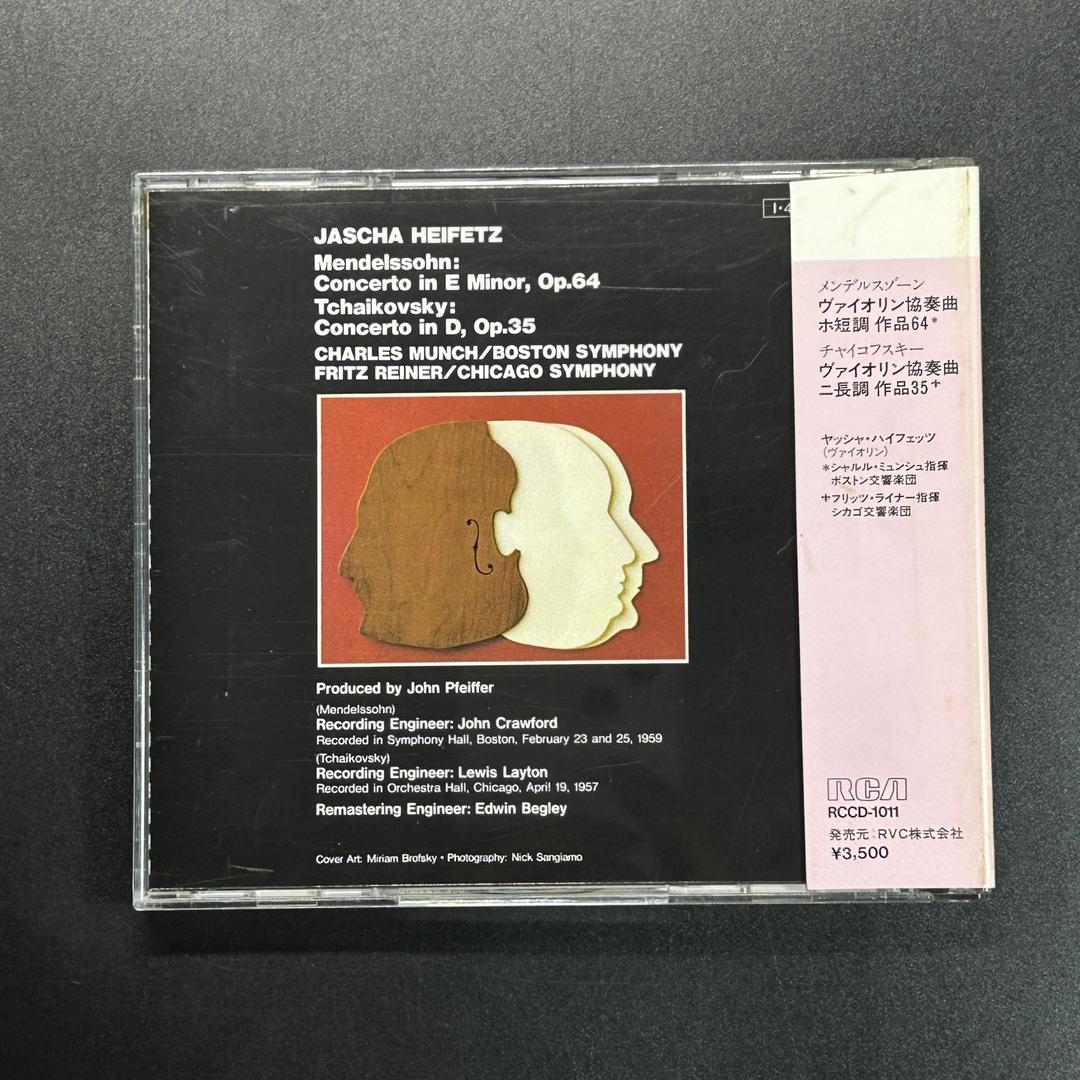 JASCHA HEIFETZ
Mendelssohn:
Concerto in E Minor, Op.64
Tchaikovsky:
Concerto in D, Op.35
CHARLES MUNCH/BOSTON SYMPHONY
FRITZ REINER/CHICAGO SYMPHONY
Produced by John Pfeiffer
(Mendelssohn)
Recording Engineer: John Crawford
Recorded in Symphony Hall, Boston, February 23 and 25, 1959
(Tchaikovsky)
Recording Engineer: Lewis Layton
Recorded in Orchestra Hall, Chicago, April 19, 1957
Remastering Engineer: Edwin Begley
Cover Art: Miriam Brofsky • Photography: Nick Sangiamo
メンデルスゾーン
ヴァイオリン協奏曲
ホ短調 作品64*
チャイコフスキー
ヴァイオリン協奏曲
ニ長調 作品35+
ヤッシャ・ハイフェッツ
(ヴァイオリン)
*シャルル・ミュンシュ指揮
ボストン交響楽団
+フリッツ・ライナー指揮
シカゴ交響楽団
RCA
RCCD-1011
発売元:RVC株式会社
¥3,500